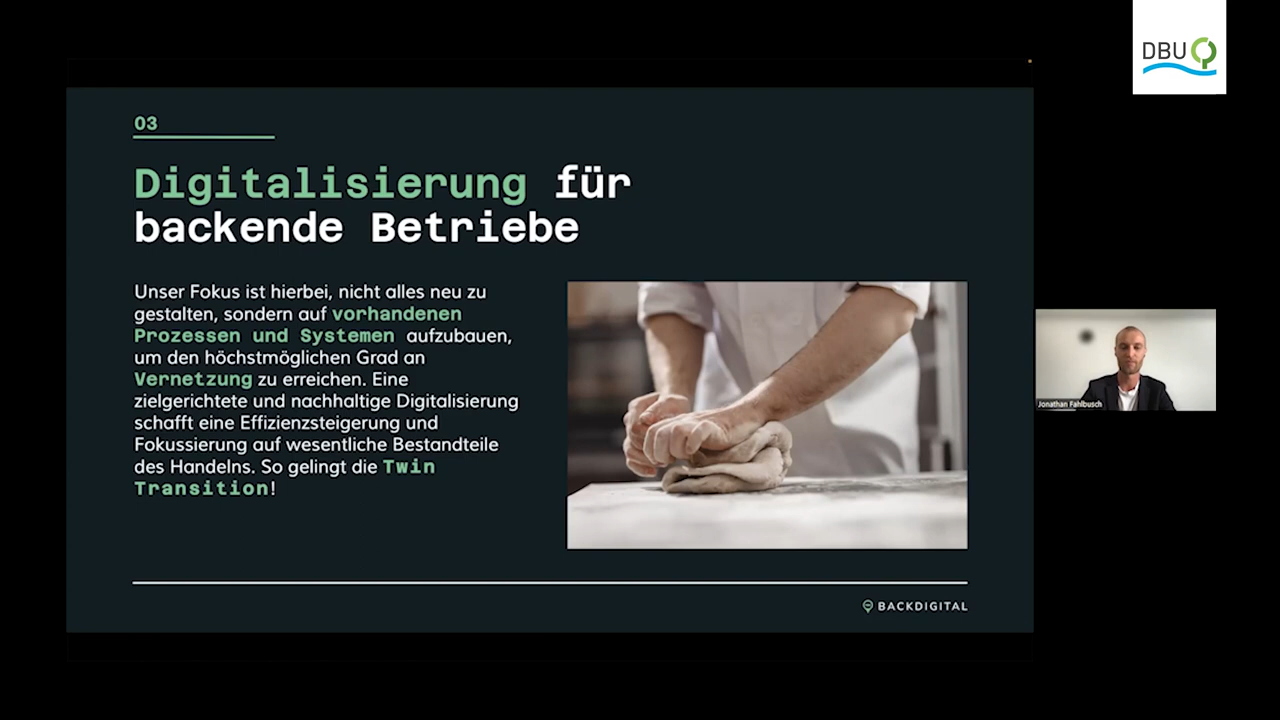 DBU
03
Digitalisierung für
backende Betriebe
Unser Fokus ist hierbei, nicht alles neu zu
gestalten, sondern auf vorhandenen
Prozessen und Systemen aufzubauen,
um den höchstmöglichen Grad an
Vernetzung zu erreichen. Eine
zielgerichtete und nachhaltige Digitalisierung
schafft eine Effizienzsteigerung und
Fokussierung auf wesentliche Bestandteile
des Handelns. So gelingt die Twin
Transition!
Jonathan Fahlbusch
BACKDIGITAL